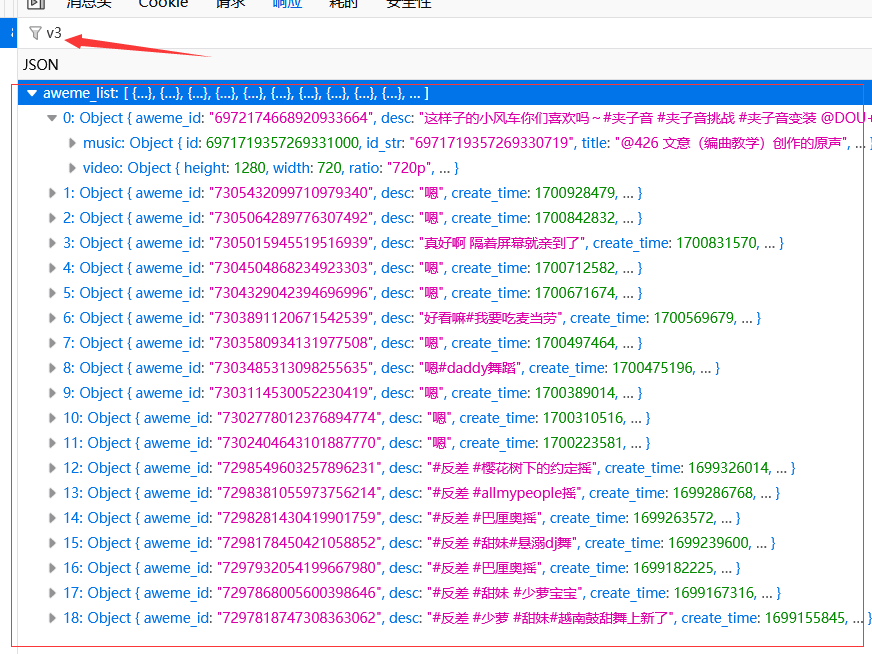 消息头 Cookie 请求 响应 耗时 安全性
v3
JSON
aweme_list: [ {…}, {…}, {…}, {…}, {…}, {…}, {…}, {…}, {…}, {…}, … ]
0: Object { aweme_id: "6972174668920933664", desc: "这样子的小风车你们喜欢吗～#夹子音 #夹子音挑战 #夹子音变装 @DOU+
music: Object { id: 6971719357269331000, id_str: "6971719357269330719", title: "@426 文意（编曲教学）创作的原声", … }
video: Object { height: 1280, width: 720, ratio: "720p", … }
1: Object { aweme_id: "7305432099710979340", desc: "嗯", create_time: 1700928479, … }
2: Object { aweme_id: "7305064289776307492", desc: "嗯", create_time: 1700842832, … }
3: Object { aweme_id: "7305015945519516939", desc: "真好啊 隔着屏幕就亲到了", create_time: 1700831570, … }
4: Object { aweme_id: "7304504868234923303", desc: "嗯", create_time: 1700712582, … }
5: Object { aweme_id: "7304329042394696996", desc: "嗯", create_time: 1700671674, … }
6: Object { aweme_id: "7303891120671542539", desc: "好看嘛#我要吃麦当劳", create_time: 1700569679, … }
7: Object { aweme_id: "7303580934131977508", desc: "嗯", create_time: 1700497464, … }
8: Object { aweme_id: "7303485313098255635", desc: "嗯#daddy舞蹈", create_time: 1700475196, … }
9: Object { aweme_id: "7303114530052230419", desc: "嗯", create_time: 1700389014, … }
10: Object { aweme_id: "7302778012376894774", desc: "嗯", create_time: 1700310516, … }
11: Object { aweme_id: "7302404643101887770", desc: "嗯", create_time: 1700223581, … }
12: Object { aweme_id: "7298549603257896231", desc: "#反差 #樱花树下的约定摇", create_time: 1699326014, … }
13: Object { aweme_id: "7298381055973756214", desc: "#反差 #allmypeople摇", create_time: 1699286768, … }
14: Object { aweme_id: "7298281430419901759", desc: "#反差 #巴厘奥摇", create_time: 1699263572, … }
15: Object { aweme_id: "7298178450421058852", desc: "#反差 #甜妹#悬溺dj舞", create_time: 1699239600, … }
16: Object { aweme_id: "7297932054199667980", desc: "#反差 #巴厘奥摇", create_time: 1699182225, … }
17: Object { aweme_id: "7297868005600398646", desc: "#反差 #甜妹 #少萝宝宝", create_time: 1699167316, … }
18: Object { aweme_id: "7297818747308363062", desc: "#反差 #少萝 #甜妹#越南鼓甜舞上新了", create_time: 1699155845, … }